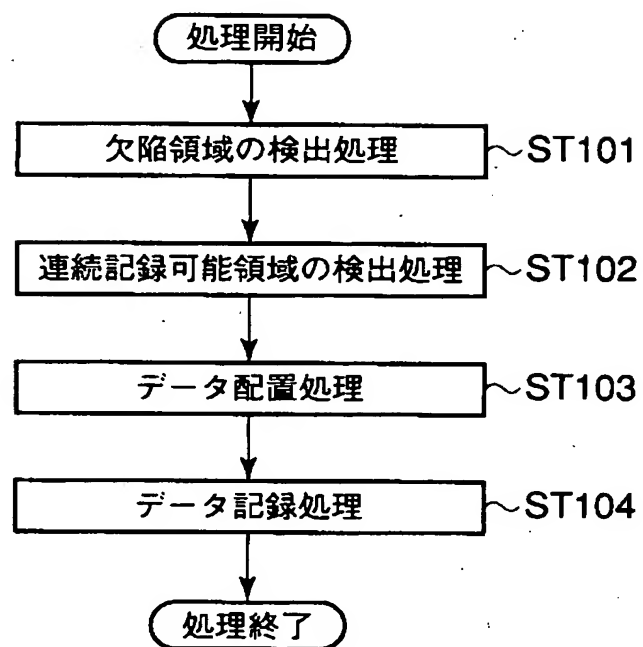 処理開始
欠陥領域の検出処理 ST101
連続記録可能領域の検出処理 ST102
データ配置処理 ST103
データ記録処理 ST104
処理終了